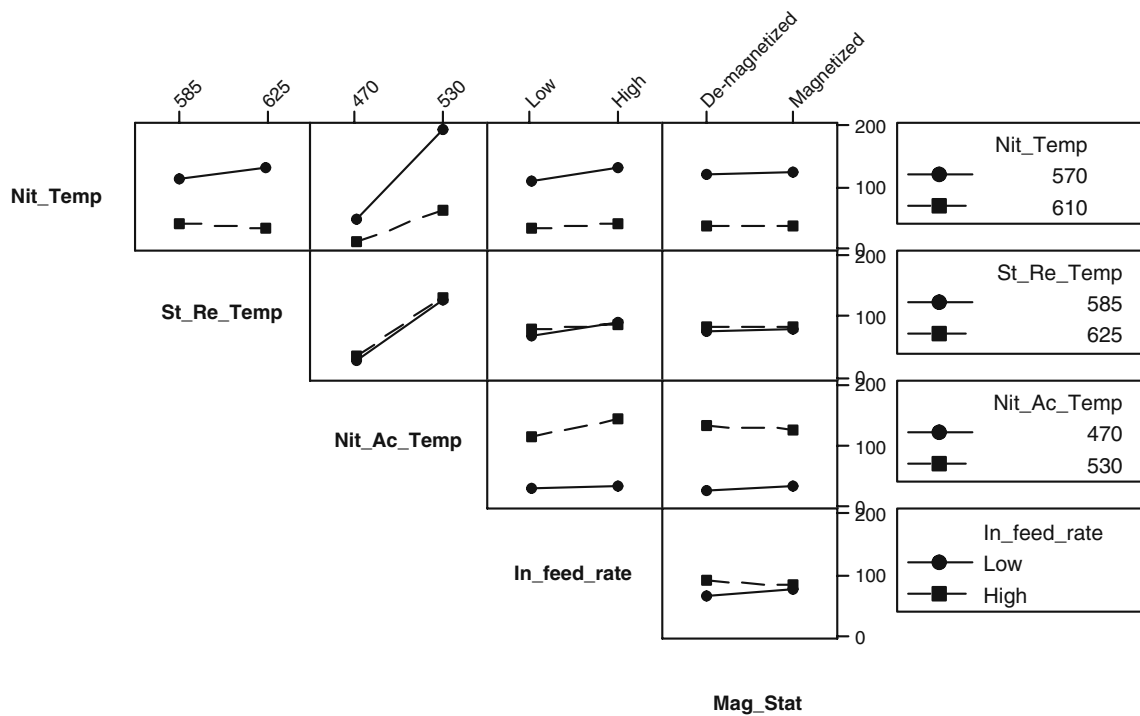 585
625
470
530
Low
High
De-magnetized
Magnetized
Nit_Temp
200
100
0
Nit_Temp
570
610
St_Re_Temp
200
100
0
St_Re_Temp
585
625
Nit_Ac_Temp
200
100
0
Nit_Ac_Temp
470
530
In_feed_rate
200
100
0
In_feed_rate
Low
High
Mag_Stat